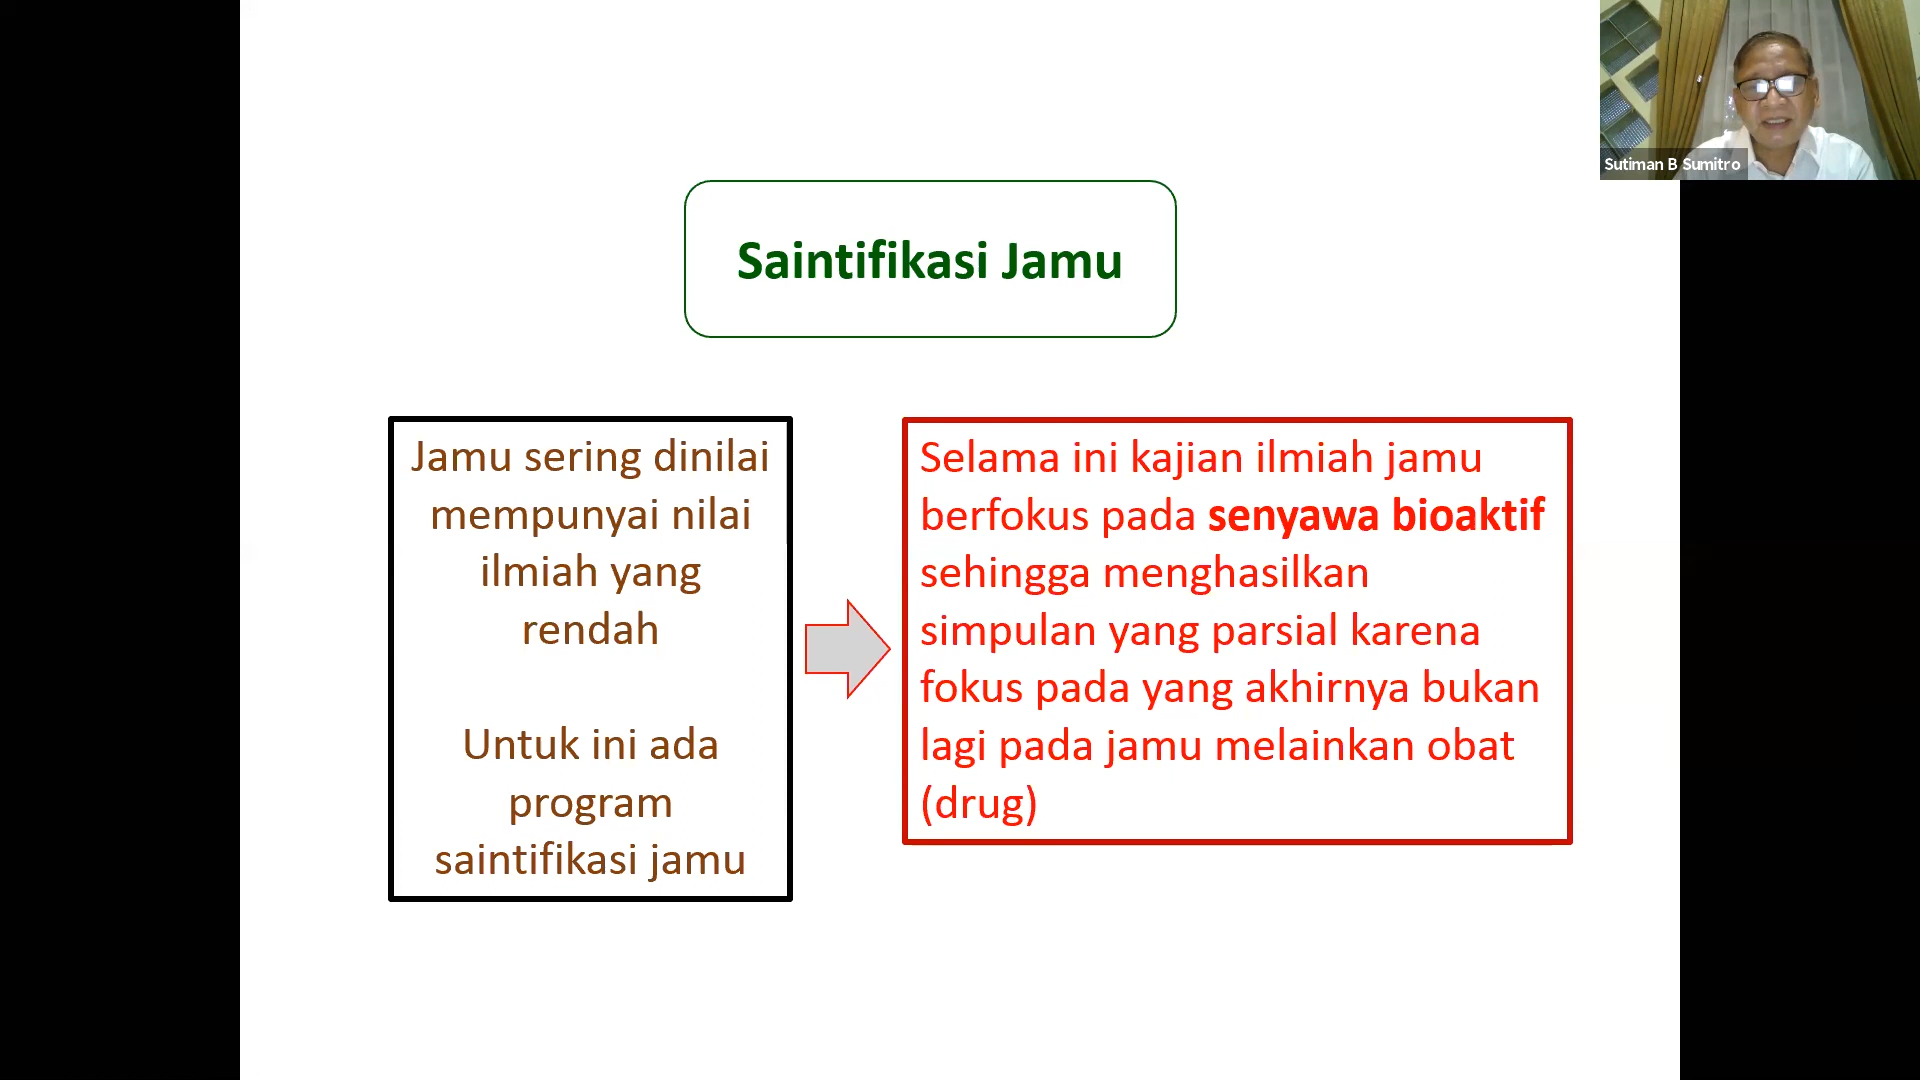 Sutiman B Sumitro
Saintifikasi Jamu
Jamu sering dinilai
mempunyai nilai
ilmiah yang
rendah
Untuk ini ada
program
saintifikasi jamu
Selama ini kajian ilmiah jamu
berfokus pada senyawa bioaktif
sehingga menghasilkan
simpulan yang parsial karena
fokus pada yang akhirnya bukan
lagi pada jamu melainkan obat
(drug)